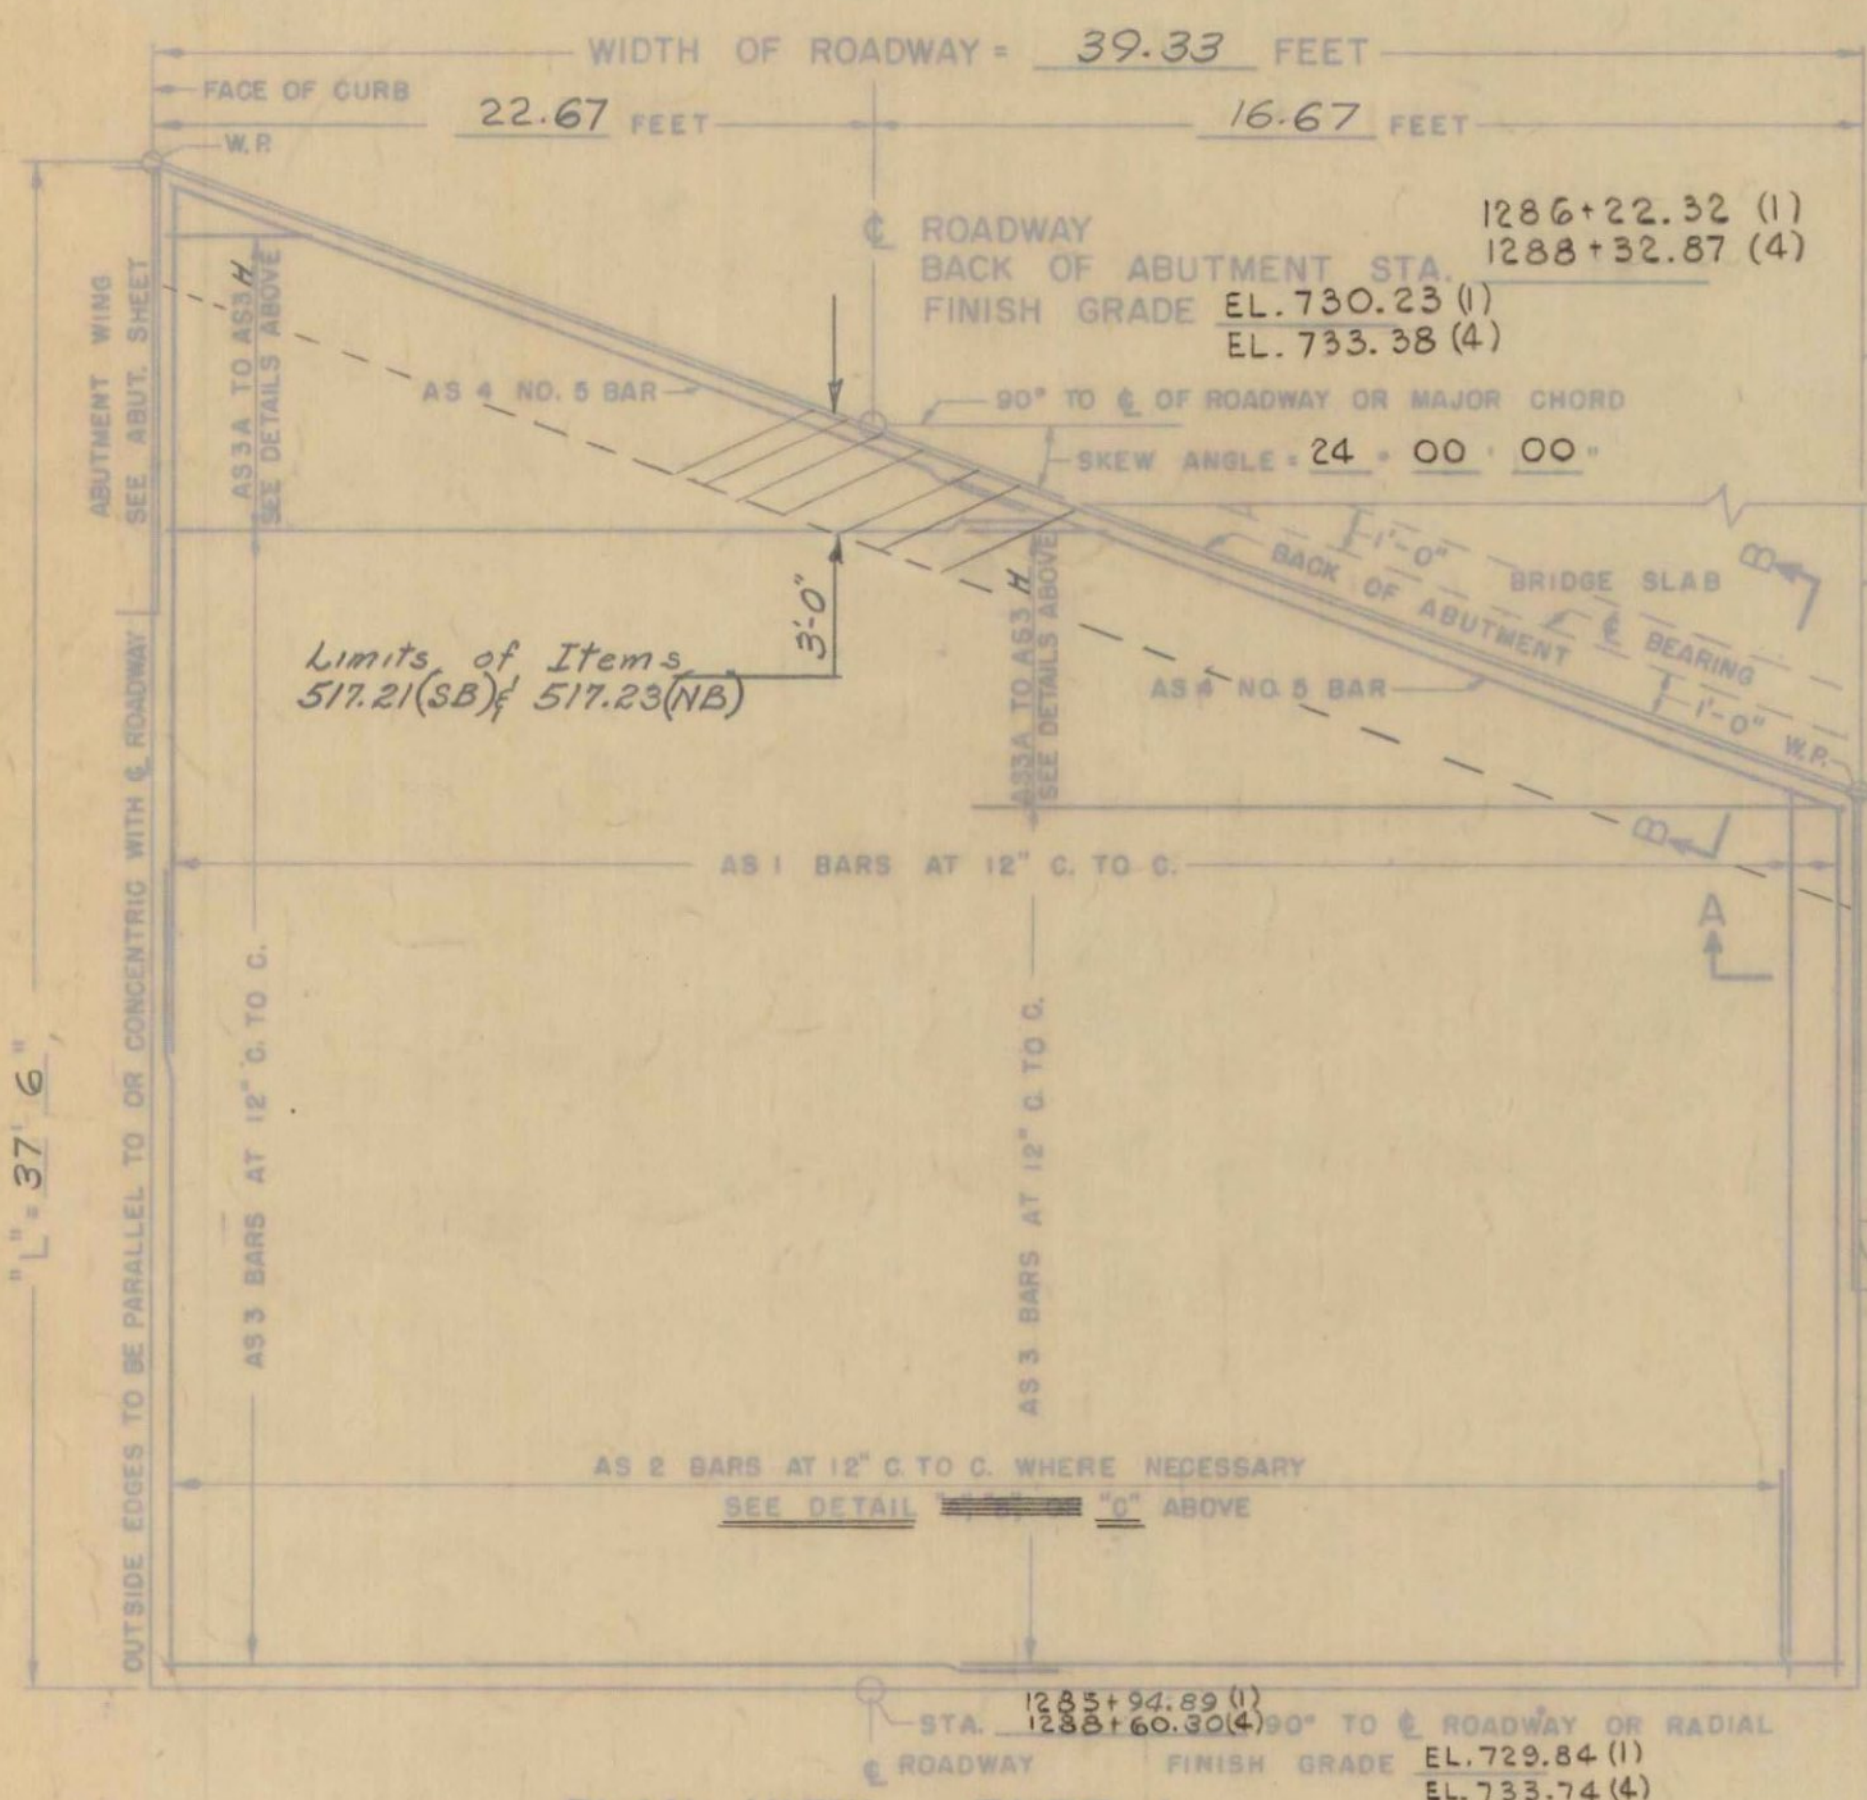 WIDTH OF ROADWAY = 39.33 FEET
FACE OF CURB
22.67 FEET
16.67 FEET
W.P.
℄ ROADWAY
BACK OF ABUTMENT STA.
1286+22.32 (1)
1288+32.87 (4)
FINISH GRADE EL. 730.23 (1)
EL. 733.38 (4)
ABUTMENT WING
SEE ABUT. SHEET
AS3A TO AS3H
SEE DETAILS ABOVE
AS 4 NO. 5 BAR
90° TO ℄ OF ROADWAY OR MAJOR CHORD
SKEW ANGLE = 24 ° 00 ' 00 "
1'-0"
BACK OF ABUTMENT
BRIDGE SLAB
B
℄ BEARING
1'-0"
W.P.
3'-0"
Limits of Items
517.21(SB) & 517.23(NB)
AS3A TO AS3 H
SEE DETAILS ABOVE
AS 4 NO. 5 BAR
B
AS 1 BARS AT 12" C. TO C.
A
"L" = 37' 6"
OUTSIDE EDGES TO BE PARALLEL TO OR CONCENTRIC WITH ℄ ROADWAY
AS 3 BARS AT 12" C. TO C.
AS 3 BARS AT 12" C. TO C.
AS 2 BARS AT 12" C. TO C. WHERE NECESSARY
SEE DETAIL "C" ABOVE
1285+94.89 (1)
STA. 1288+60.30(4) 90° TO ℄ ROADWAY OR RADIAL
℄ ROADWAY FINISH GRADE EL. 729.84 (1)
EL. 733.74 (4)